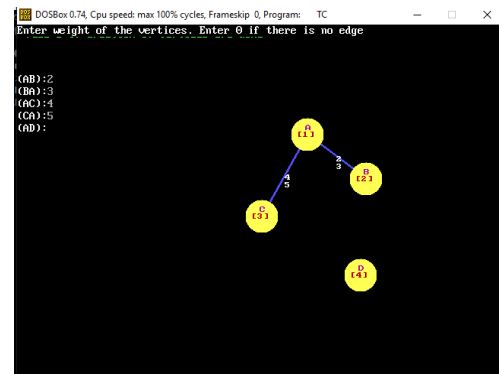 DOSBox 0.74, Cpu speed: max 100% cycles, Frameskip 0, Program: TC
Enter weight of the vertices. Enter 0 if there is no edge
(AB):2
(BA):3
(AC):4
(CA):5
(AD):
A
[1]
2
3
B
[2]
4
5
C
[3]
D
[4]